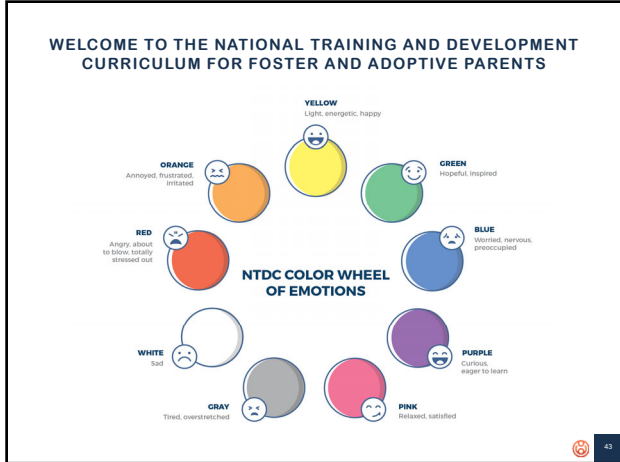 WELCOME TO THE NATIONAL TRAINING AND DEVELOPMENT
CURRICULUM FOR FOSTER AND ADOPTIVE PARENTS
YELLOW
Light, energetic, happy
GREEN
Hopeful, inspired
BLUE
Worried, nervous,
preoccupied
PURPLE
Curious,
eager to learn
PINK
Relaxed, satisfied
GRAY
Tired, overstretched
WHITE
Sad
RED
Angry, about
to blow, totally
stressed out
ORANGE
Annoyed, frustrated,
irritated
NTDC COLOR WHEEL
OF EMOTIONS
43